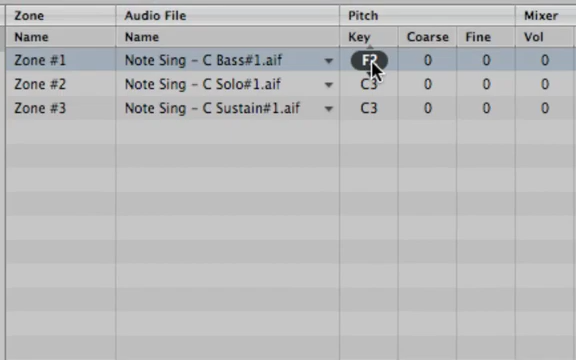 Zone Audio File Pitch Mixer
Name Name Key Coarse Fine Vol
Zone #1 Note Sing – C Bass#1.aif 0 0 0
Zone #2 Note Sing – C Solo#1.aif C3 0 0 0
Zone #3 Note Sing – C Sustain#1.aif C3 0 0 0